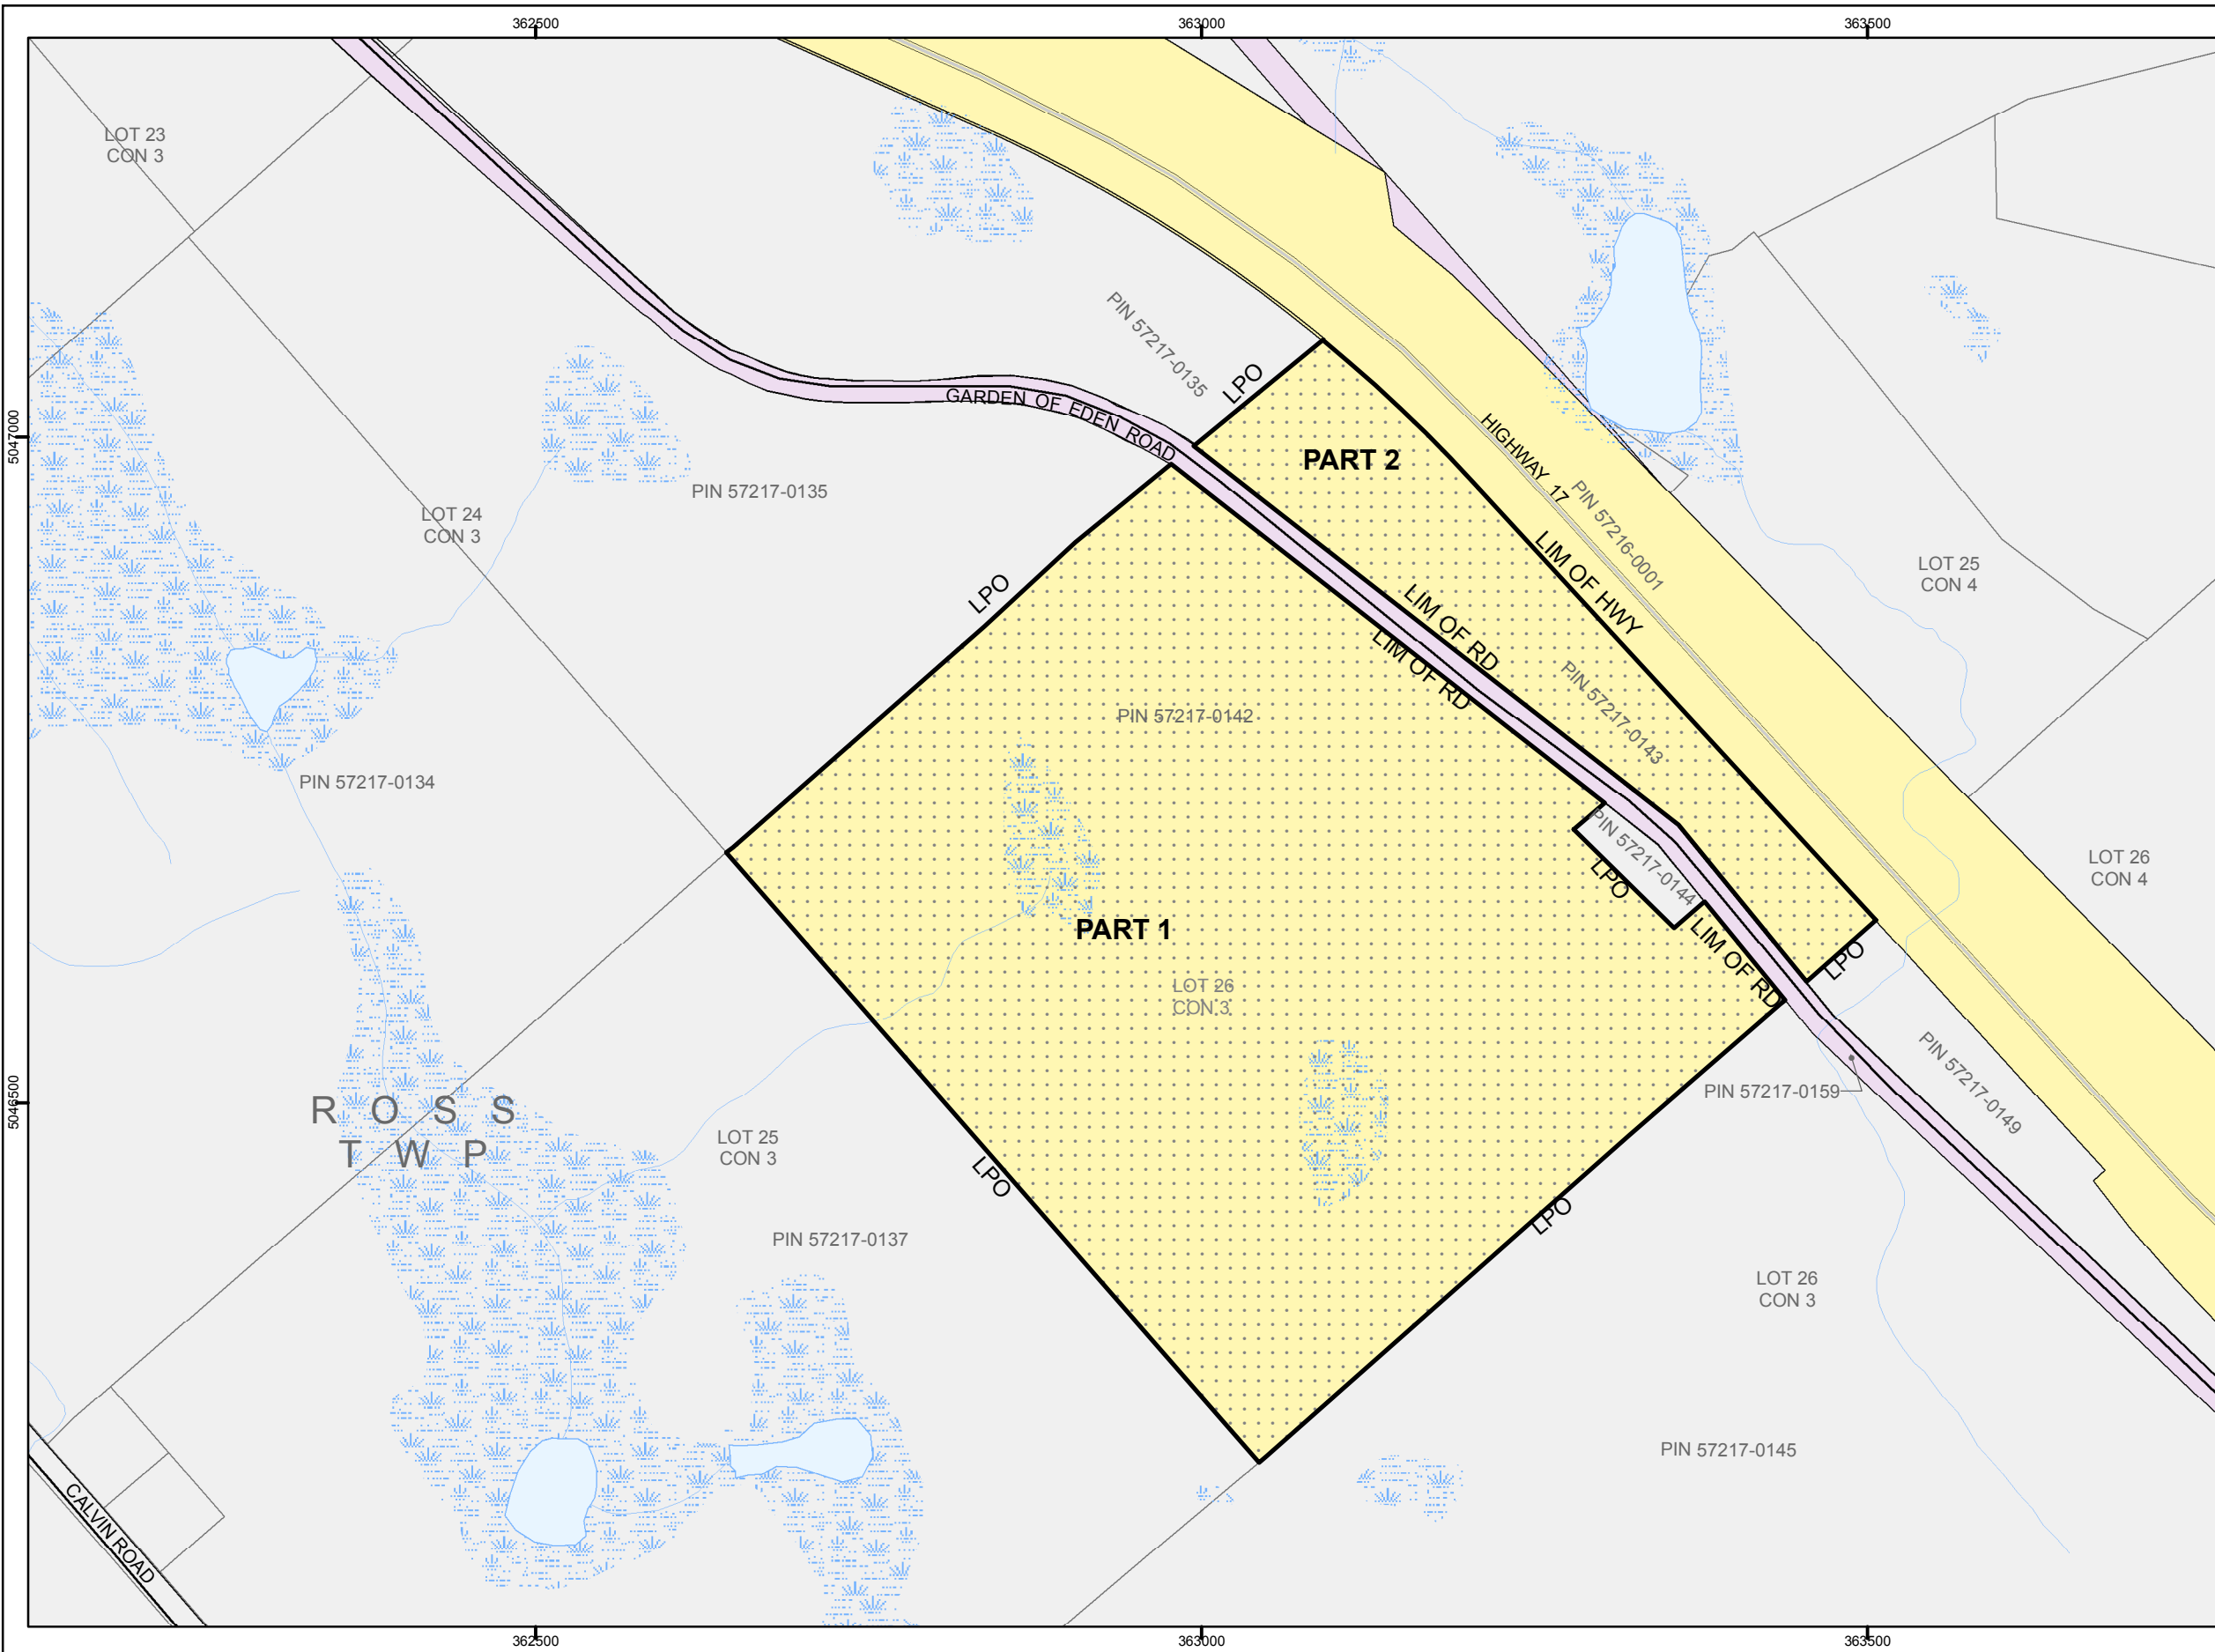 362500
363000
363500
LOT 23
CON 3
PIN 57217-0135
LPO
GARDEN OF EDEN ROAD
5047000
PART 2
HIGHWAY 17
PIN 57216-0001
PIN 57217-0135
LOT 24
CON 3
LIM OF HWY
LOT 25
CON 4
LPO
LIM OF RD
LIM OF RD
PIN 57217-0142
PIN 57217-0143
PIN 57217-0134
PIN 57217-0144
LPO
LOT 26
CON 4
PART 1
LIM OF RD
LPO
LOT 26
CON 3
5046500
ROSS
TWP
PIN 57217-0159
PIN 57217-0149
LOT 25
CON 3
LPO
LPO
PIN 57217-0137
LOT 26
CON 3
PIN 57217-0145
CALVIN ROAD
362500
363000
363500